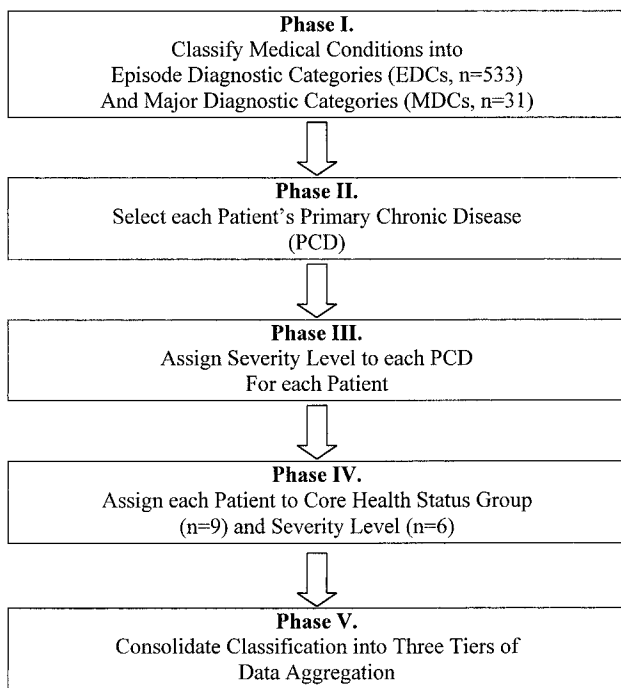 Phase I.
Classify Medical Conditions into
Episode Diagnostic Categories (EDCs, n=533)
And Major Diagnostic Categories (MDCs, n=31)
Phase II.
Select each Patient's Primary Chronic Disease
(PCD)
Phase III.
Assign Severity Level to each PCD
For each Patient
Phase IV.
Assign each Patient to Core Health Status Group
(n=9) and Severity Level (n=6)
Phase V.
Consolidate Classification into Three Tiers of
Data Aggregation